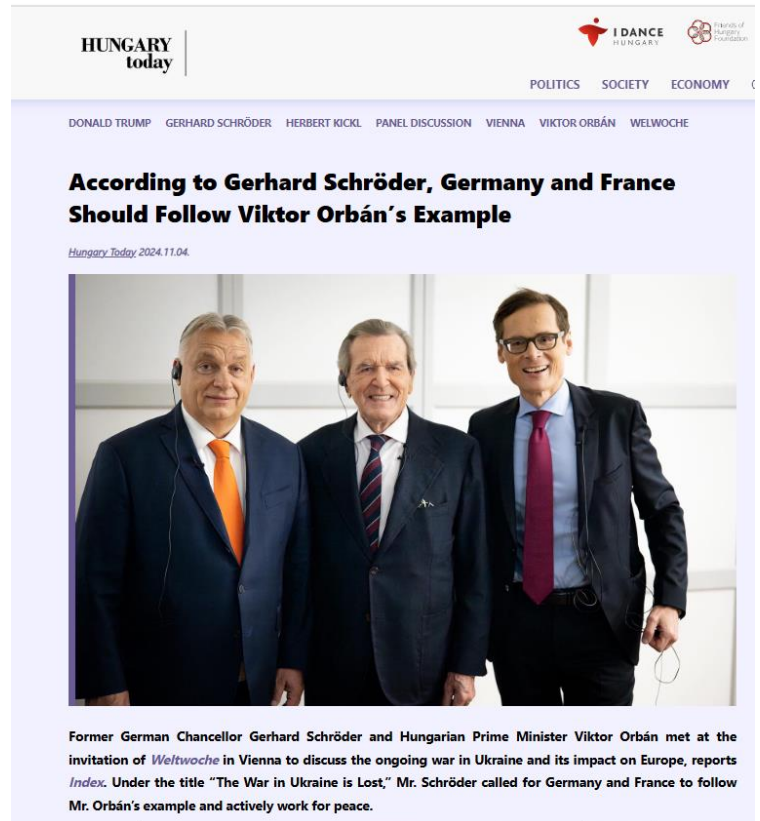 HUNGARY
today
I DANCE
HUNGARY
Friends of
Hungary
Foundation
POLITICS SOCIETY ECONOMY
DONALD TRUMP GERHARD SCHRÖDER HERBERT KICKL PANEL DISCUSSION VIENNA VIKTOR ORBÁN WELWOCHE
According to Gerhard Schröder, Germany and France
Should Follow Viktor Orbán´s Example
Hungary Today 2024.11.04.
Former German Chancellor Gerhard Schröder and Hungarian Prime Minister Viktor Orbán met at the
invitation of Weltwoche in Vienna to discuss the ongoing war in Ukraine and its impact on Europe, reports
Index. Under the title “The War in Ukraine is Lost,” Mr. Schröder called for Germany and France to follow
Mr. Orbán’s example and actively work for peace.